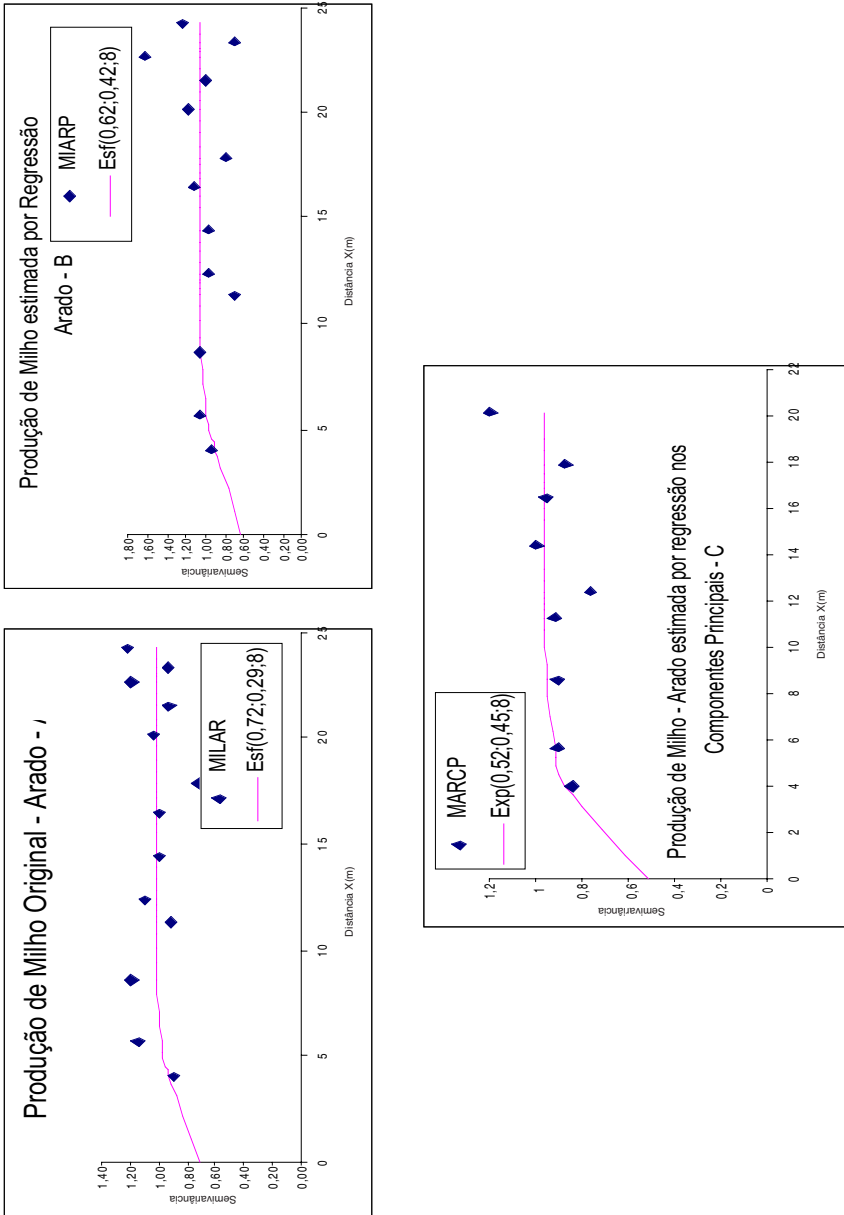 Produção de Milho Original - Arado -
1,40
1,20
1,00
0,80
0,60
0,40
0,20
0,00
Semivariância
MILAR
Esf(0,72;0,29;8)
0 5 10 15 20 25
Distância X(m)
Produção de Milho estimada por Regressão
Arado - B
1,80
1,60
1,40
1,20
1,00
0,80
0,60
0,40
0,20
0,00
Semivariância
MIARP
Esf(0,62;0,42;8)
0 5 10 15 20 25
Distância X(m)
MARCP
Exp(0,52;0,45;8)
1,2
1
0,8
0,6
0,4
0,2
0
Semivariância
Produção de Milho - Arado estimada por regressão nos
Componentes Principais - C
0 2 4 6 8 10 12 14 16 18 20 22
Distância X(m)